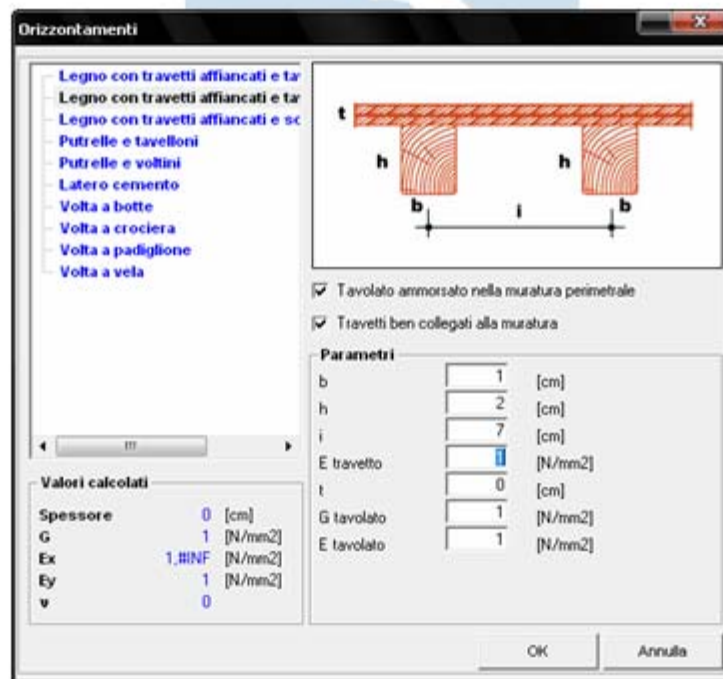 Orizzontamenti
Legno con travetti affiancati e tav
Legno con travetti affiancati e tav
Legno con travetti affiancati e sc
Putrelle e tavelloni
Putrelle e voltini
Latero cemento
Volta a botte
Volta a crociera
Volta a padiglione
Volta a vela
t
h h
b i b
Tavolato ammorsato nella muratura perimetrale
Travetti ben collegati alla muratura
Parametri
b 1 [cm]
h 2 [cm]
i 7 [cm]
E travetto 1 [N/mm2]
t 0 [cm]
G tavolato 1 [N/mm2]
E tavolato 1 [N/mm2]
Valori calcolati
Spessore 0 [cm]
G 1 [N/mm2]
Ex 1,#INF [N/mm2]
Ey 1 [N/mm2]
ν 0
OK Annulla